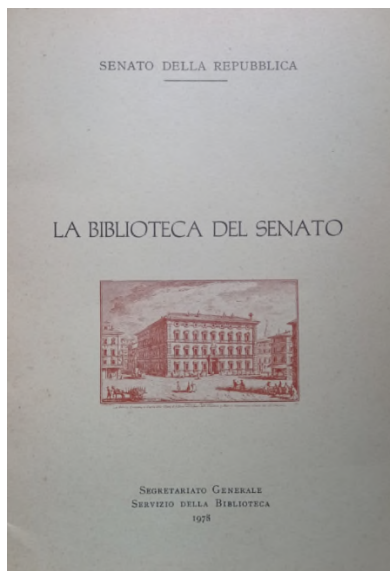 SENATO DELLA REPUBBLICA
LA BIBLIOTECA DEL SENATO
SEGRETARIATO GENERALE
SERVIZIO DELLA BIBLIOTECA
1978